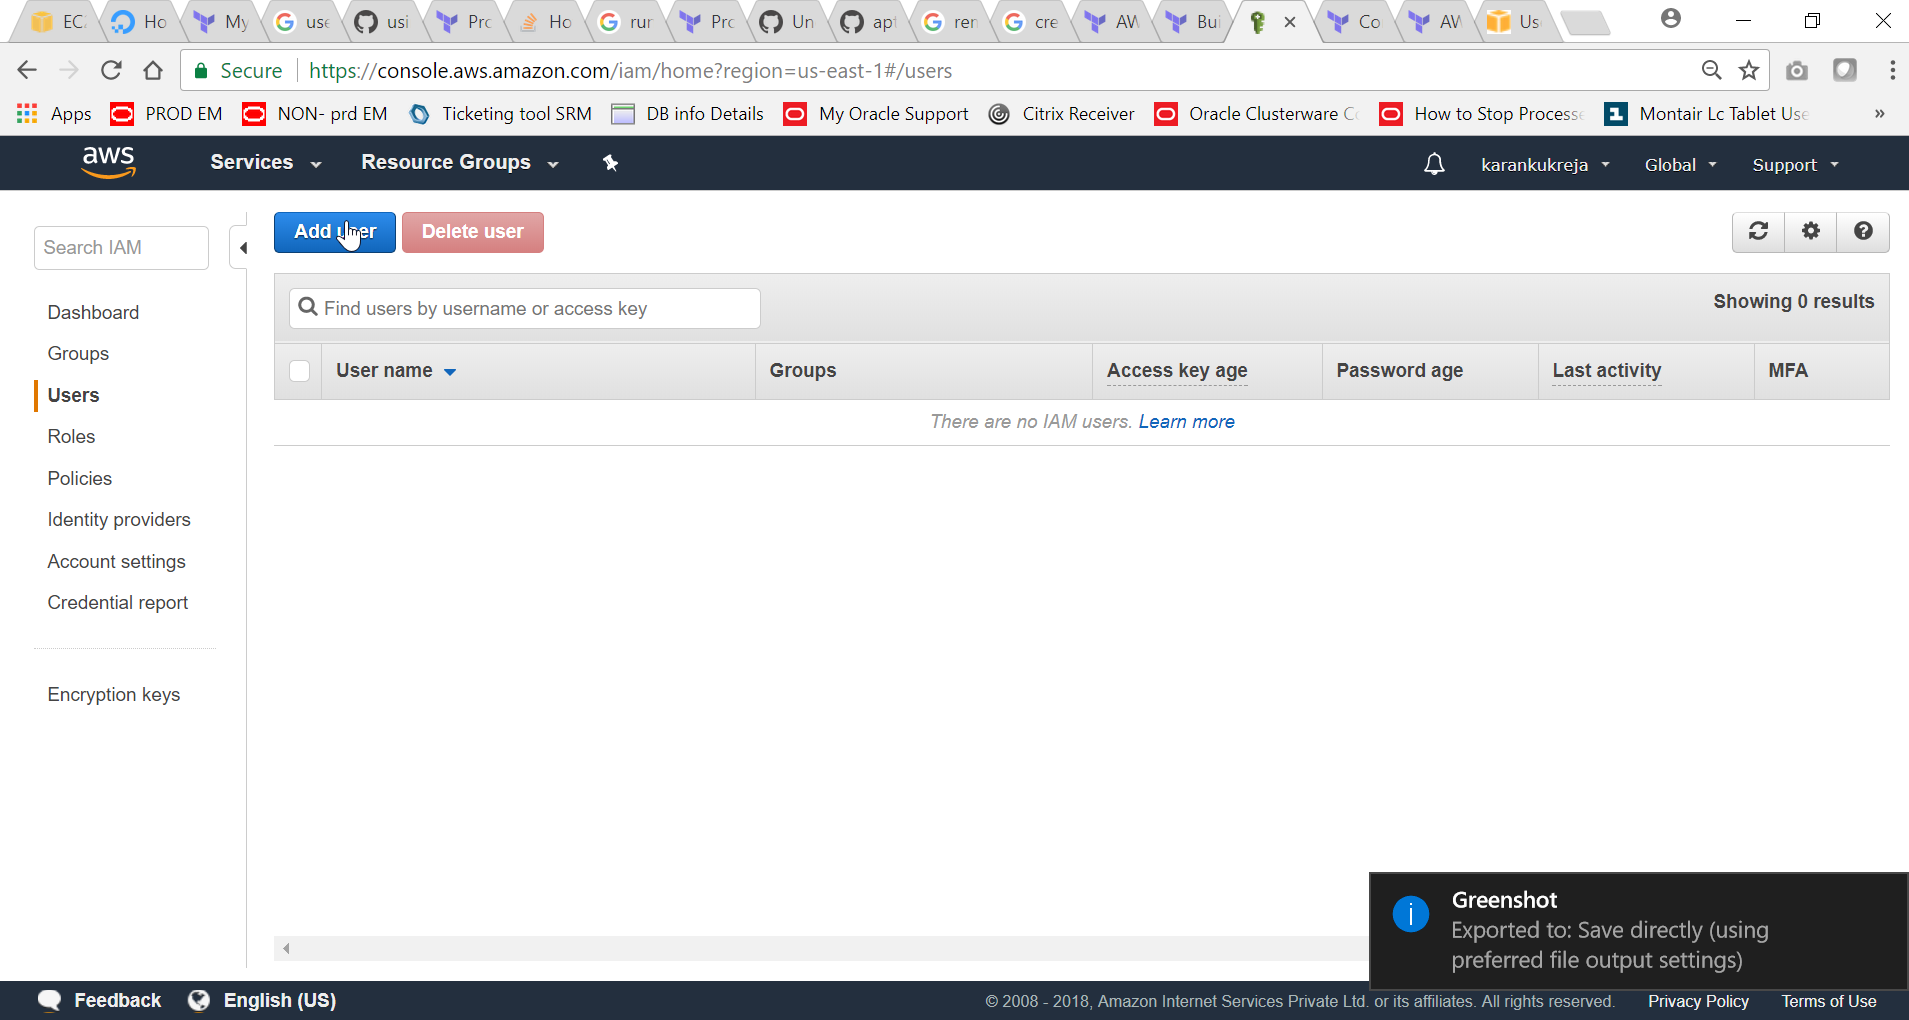 EC
Ho
My
use
usi
Pro
Ho
rur
Pro
Un
apt
ren
cre
AW
Bui
Co
AW
Us
Secure
https://console.aws.amazon.com/iam/home?region=us-east-1#/users
Apps
PROD EM
NON- prd EM
Ticketing tool SRM
DB info Details
My Oracle Support
Citrix Receiver
Oracle Clusterware C
How to Stop Processe
Montair Lc Tablet Use
»
aws
Services
Resource Groups
karankukreja
Global
Support
Search IAM
Add user
Delete user
Dashboard
Groups
Users
Roles
Policies
Identity providers
Account settings
Credential report
Encryption keys
Find users by username or access key
Showing 0 results
User name
Groups
Access key age
Password age
Last activity
MFA
There are no IAM users. Learn more
Greenshot
Exported to: Save directly (using
preferred file output settings)
Feedback
English (US)
© 2008 - 2018, Amazon Internet Services Private Ltd. or its affiliates. All rights reserved.
Privacy Policy
Terms of Use